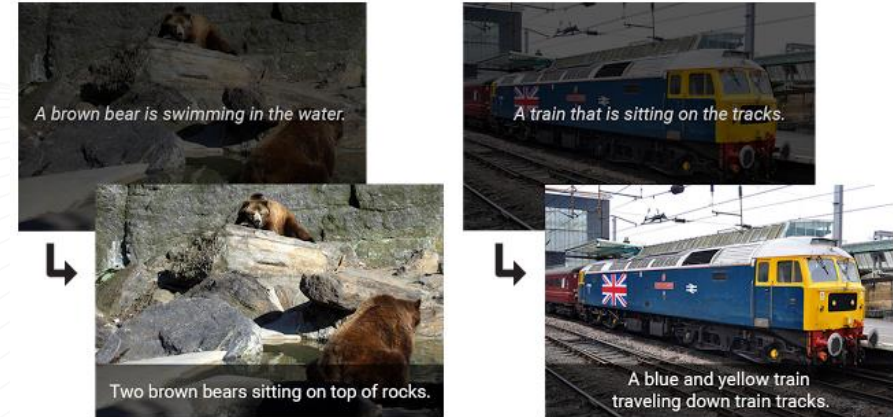 A brown bear is swimming in the water.
A train that is sitting on the tracks.
Two brown bears sitting on top of rocks.
A blue and yellow train
traveling down train tracks.